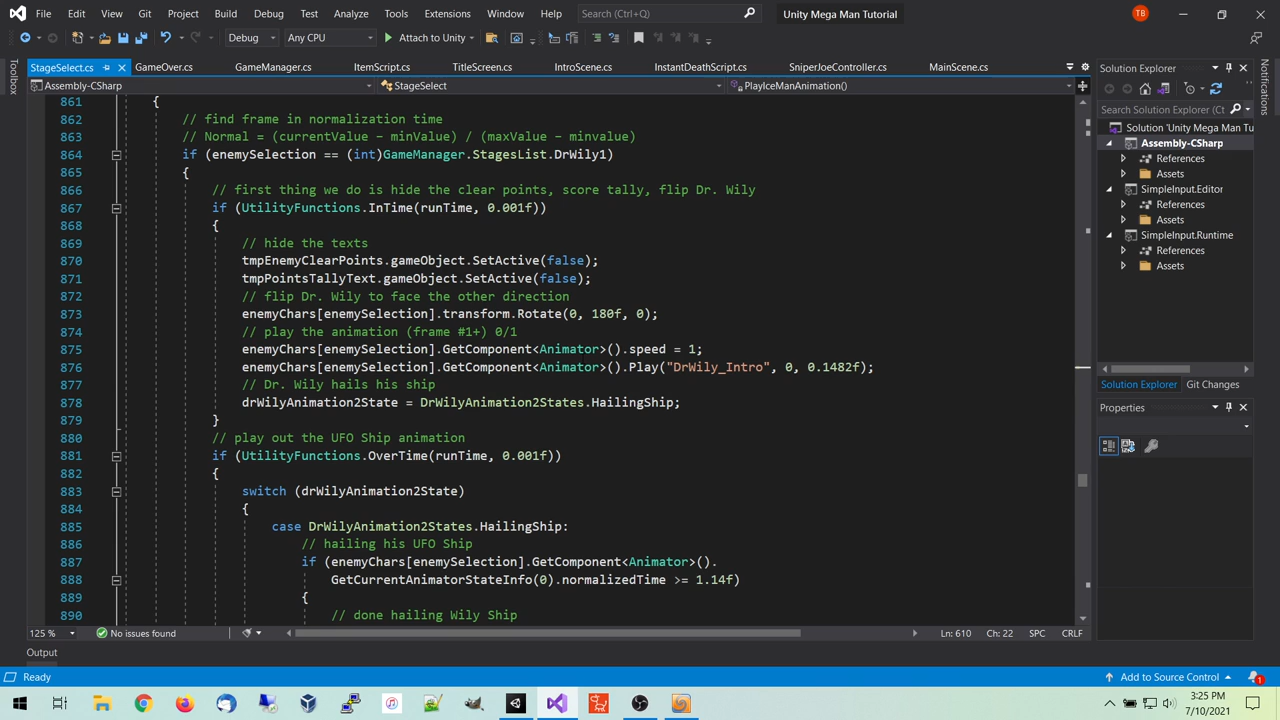 File Edit View Git Project Build Debug Test Analyze Tools Extensions Window Help Search (Ctrl+Q) Unity Mega Man Tutorial TB
Debug Any CPU Attach to Unity
StageSelect.cs GameOver.cs GameManager.cs ItemScript.cs TitleScreen.cs IntroScene.cs InstantDeathScript.cs SniperJoeController.cs MainScene.cs
Assembly-CSharp StageSelect PlayIceManAnimation()
861 {
862 // find frame in normalization time
863 // Normal = (currentValue - minValue) / (maxValue - minvalue)
864 if (enemySelection == (int)GameManager.StagesList.DrWily1)
865 {
866 // first thing we do is hide the clear points, score tally, flip Dr. Wily
867 if (UtilityFunctions.InTime(runTime, 0.001f))
868 {
869 // hide the texts
870 tmpEnemyClearPoints.gameObject.SetActive(false);
871 tmpPointsTallyText.gameObject.SetActive(false);
872 // flip Dr. Wily to face the other direction
873 enemyChars[enemySelection].transform.Rotate(0, 180f, 0);
874 // play the animation (frame #1+) 0/1
875 enemyChars[enemySelection].GetComponent<Animator>().speed = 1;
876 enemyChars[enemySelection].GetComponent<Animator>().Play("DrWily_Intro", 0, 0.1482f);
877 // Dr. Wily hails his ship
878 drWilyAnimation2State = DrWilyAnimation2States.HailingShip;
879 }
880 // play out the UFO Ship animation
881 if (UtilityFunctions.OverTime(runTime, 0.001f))
882 {
883 switch (drWilyAnimation2State)
884 {
885 case DrWilyAnimation2States.HailingShip:
886 // hailing his UFO Ship
887 if (enemyChars[enemySelection].GetComponent<Animator>().
888 GetCurrentAnimatorStateInfo(0).normalizedTime >= 1.14f)
889 {
890 // done hailing Wily Ship
125 % No issues found Ln: 610 Ch: 22 SPC CRLF
Output
Toolbox
Solution Explorer
Search Solution Explorer (Ct
Solution 'Unity Mega Man Tu
Assembly-CSharp
References
Assets
SimpleInput.Editor
References
Assets
SimpleInput.Runtime
References
Assets
Solution Explorer Git Changes
Properties
Notifications
Ready Add to Source Control 1
3:25 PM
7/10/2021